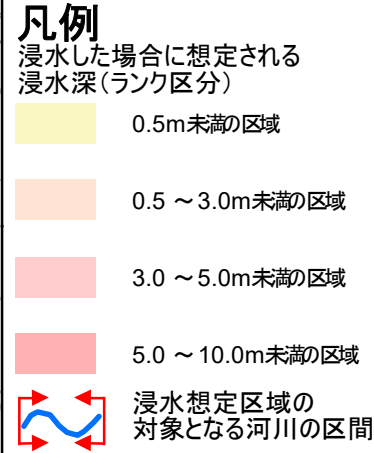 凡例
浸水した場合に想定される
浸水深(ランク区分)
0.5m未満の区域
0.5 ～3.0m未満の区域
3.0 ～5.0m未満の区域
5.0 ～10.0m未満の区域
浸水想定区域の
対象となる河川の区間